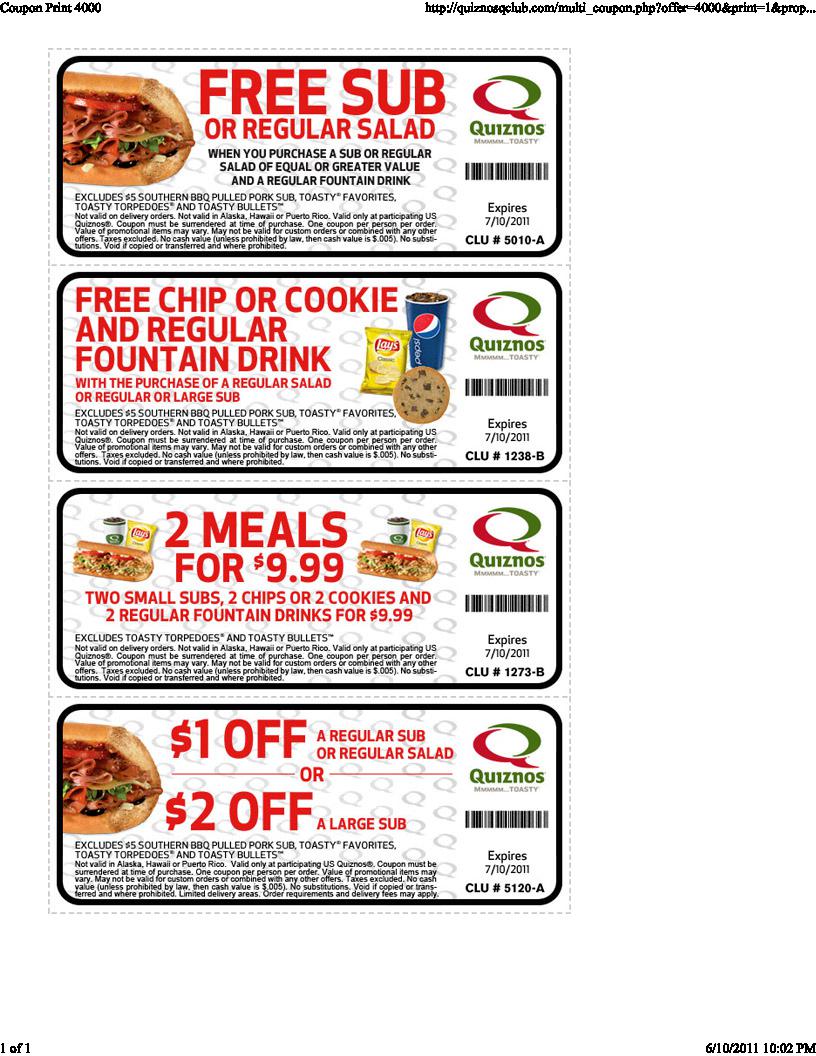 Coupon Print 4000
http://quiznosqclub.com/multi_coupon.php?offer=4000&print=1&prop...
FREE SUB
OR REGULAR SALAD
WHEN YOU PURCHASE A SUB OR REGULAR
SALAD OF EQUAL OR GREATER VALUE
AND A REGULAR FOUNTAIN DRINK
EXCLUDES $5 SOUTHERN BBQ PULLED PORK SUB, TOASTY® FAVORITES,
TOASTY TORPEDOES® AND TOASTY BULLETS™
Not valid on delivery orders. Not valid in Alaska, Hawaii or Puerto Rico. Valid only at participating US
Quiznos®. Coupon must be surrendered at time of purchase. One coupon per person per order.
Value of promotional items may vary. May not be valid for custom orders or combined with any other
offers. Taxes excluded. No cash value (unless prohibited by law, then cash value is $.005). No substi-
tutions. Void if copied or transferred and where prohibited.
QUIZNOS
MMMMM...TOASTY
Expires
7/10/2011
CLU # 5010-A
FREE CHIP OR COOKIE
AND REGULAR
FOUNTAIN DRINK
WITH THE PURCHASE OF A REGULAR SALAD
OR REGULAR OR LARGE SUB
Lay's
Classic
pepsi
EXCLUDES $5 SOUTHERN BBQ PULLED PORK SUB, TOASTY® FAVORITES,
TOASTY TORPEDOES® AND TOASTY BULLETS™
Not valid on delivery orders. Not valid in Alaska, Hawaii or Puerto Rico. Valid only at participating US
Quiznos®. Coupon must be surrendered at time of purchase. One coupon per person per order.
Value of promotional items may vary. May not be valid for custom orders or combined with any other
offers. Taxes excluded. No cash value (unless prohibited by law, then cash value is $.005). No substi-
tutions. Void if copied or transferred and where prohibited.
QUIZNOS
MMMMM...TOASTY
Expires
7/10/2011
CLU # 1238-B
2 MEALS
FOR $9.99
Lay's
Lay's
TWO SMALL SUBS, 2 CHIPS OR 2 COOKIES AND
2 REGULAR FOUNTAIN DRINKS FOR $9.99
EXCLUDES TOASTY TORPEDOES® AND TOASTY BULLETS™
Not valid on delivery orders. Not valid in Alaska, Hawaii or Puerto Rico. Valid only at participating US
Quiznos®. Coupon must be surrendered at time of purchase. One coupon per person per order.
Value of promotional items may vary. May not be valid for custom orders or combined with any other
offers. Taxes excluded. No cash value (unless prohibited by law, then cash value is $.005). No substi-
tutions. Void if copied or transferred and where prohibited.
QUIZNOS
MMMMM...TOASTY
Expires
7/10/2011
CLU # 1273-B
$1 OFF A REGULAR SUB
OR REGULAR SALAD
OR
$2 OFF A LARGE SUB
EXCLUDES $5 SOUTHERN BBQ PULLED PORK SUB, TOASTY® FAVORITES,
TOASTY TORPEDOES® AND TOASTY BULLETS™
Not valid in Alaska, Hawaii or Puerto Rico. Valid only at participating US Quiznos®. Coupon must be
surrendered at time of purchase. One coupon per person per order. Value of promotional items may
vary. May not be valid for custom orders or combined with any other offers. Taxes excluded. No cash
value (unless prohibited by law, then cash value is $.005). No substitutions. Void if copied or trans-
ferred and where prohibited. Limited delivery areas. Order requirements and delivery fees may apply.
QUIZNOS
MMMMM...TOASTY
Expires
7/10/2011
CLU # 5120-A
1 of 1
6/10/2011 10:02 PM